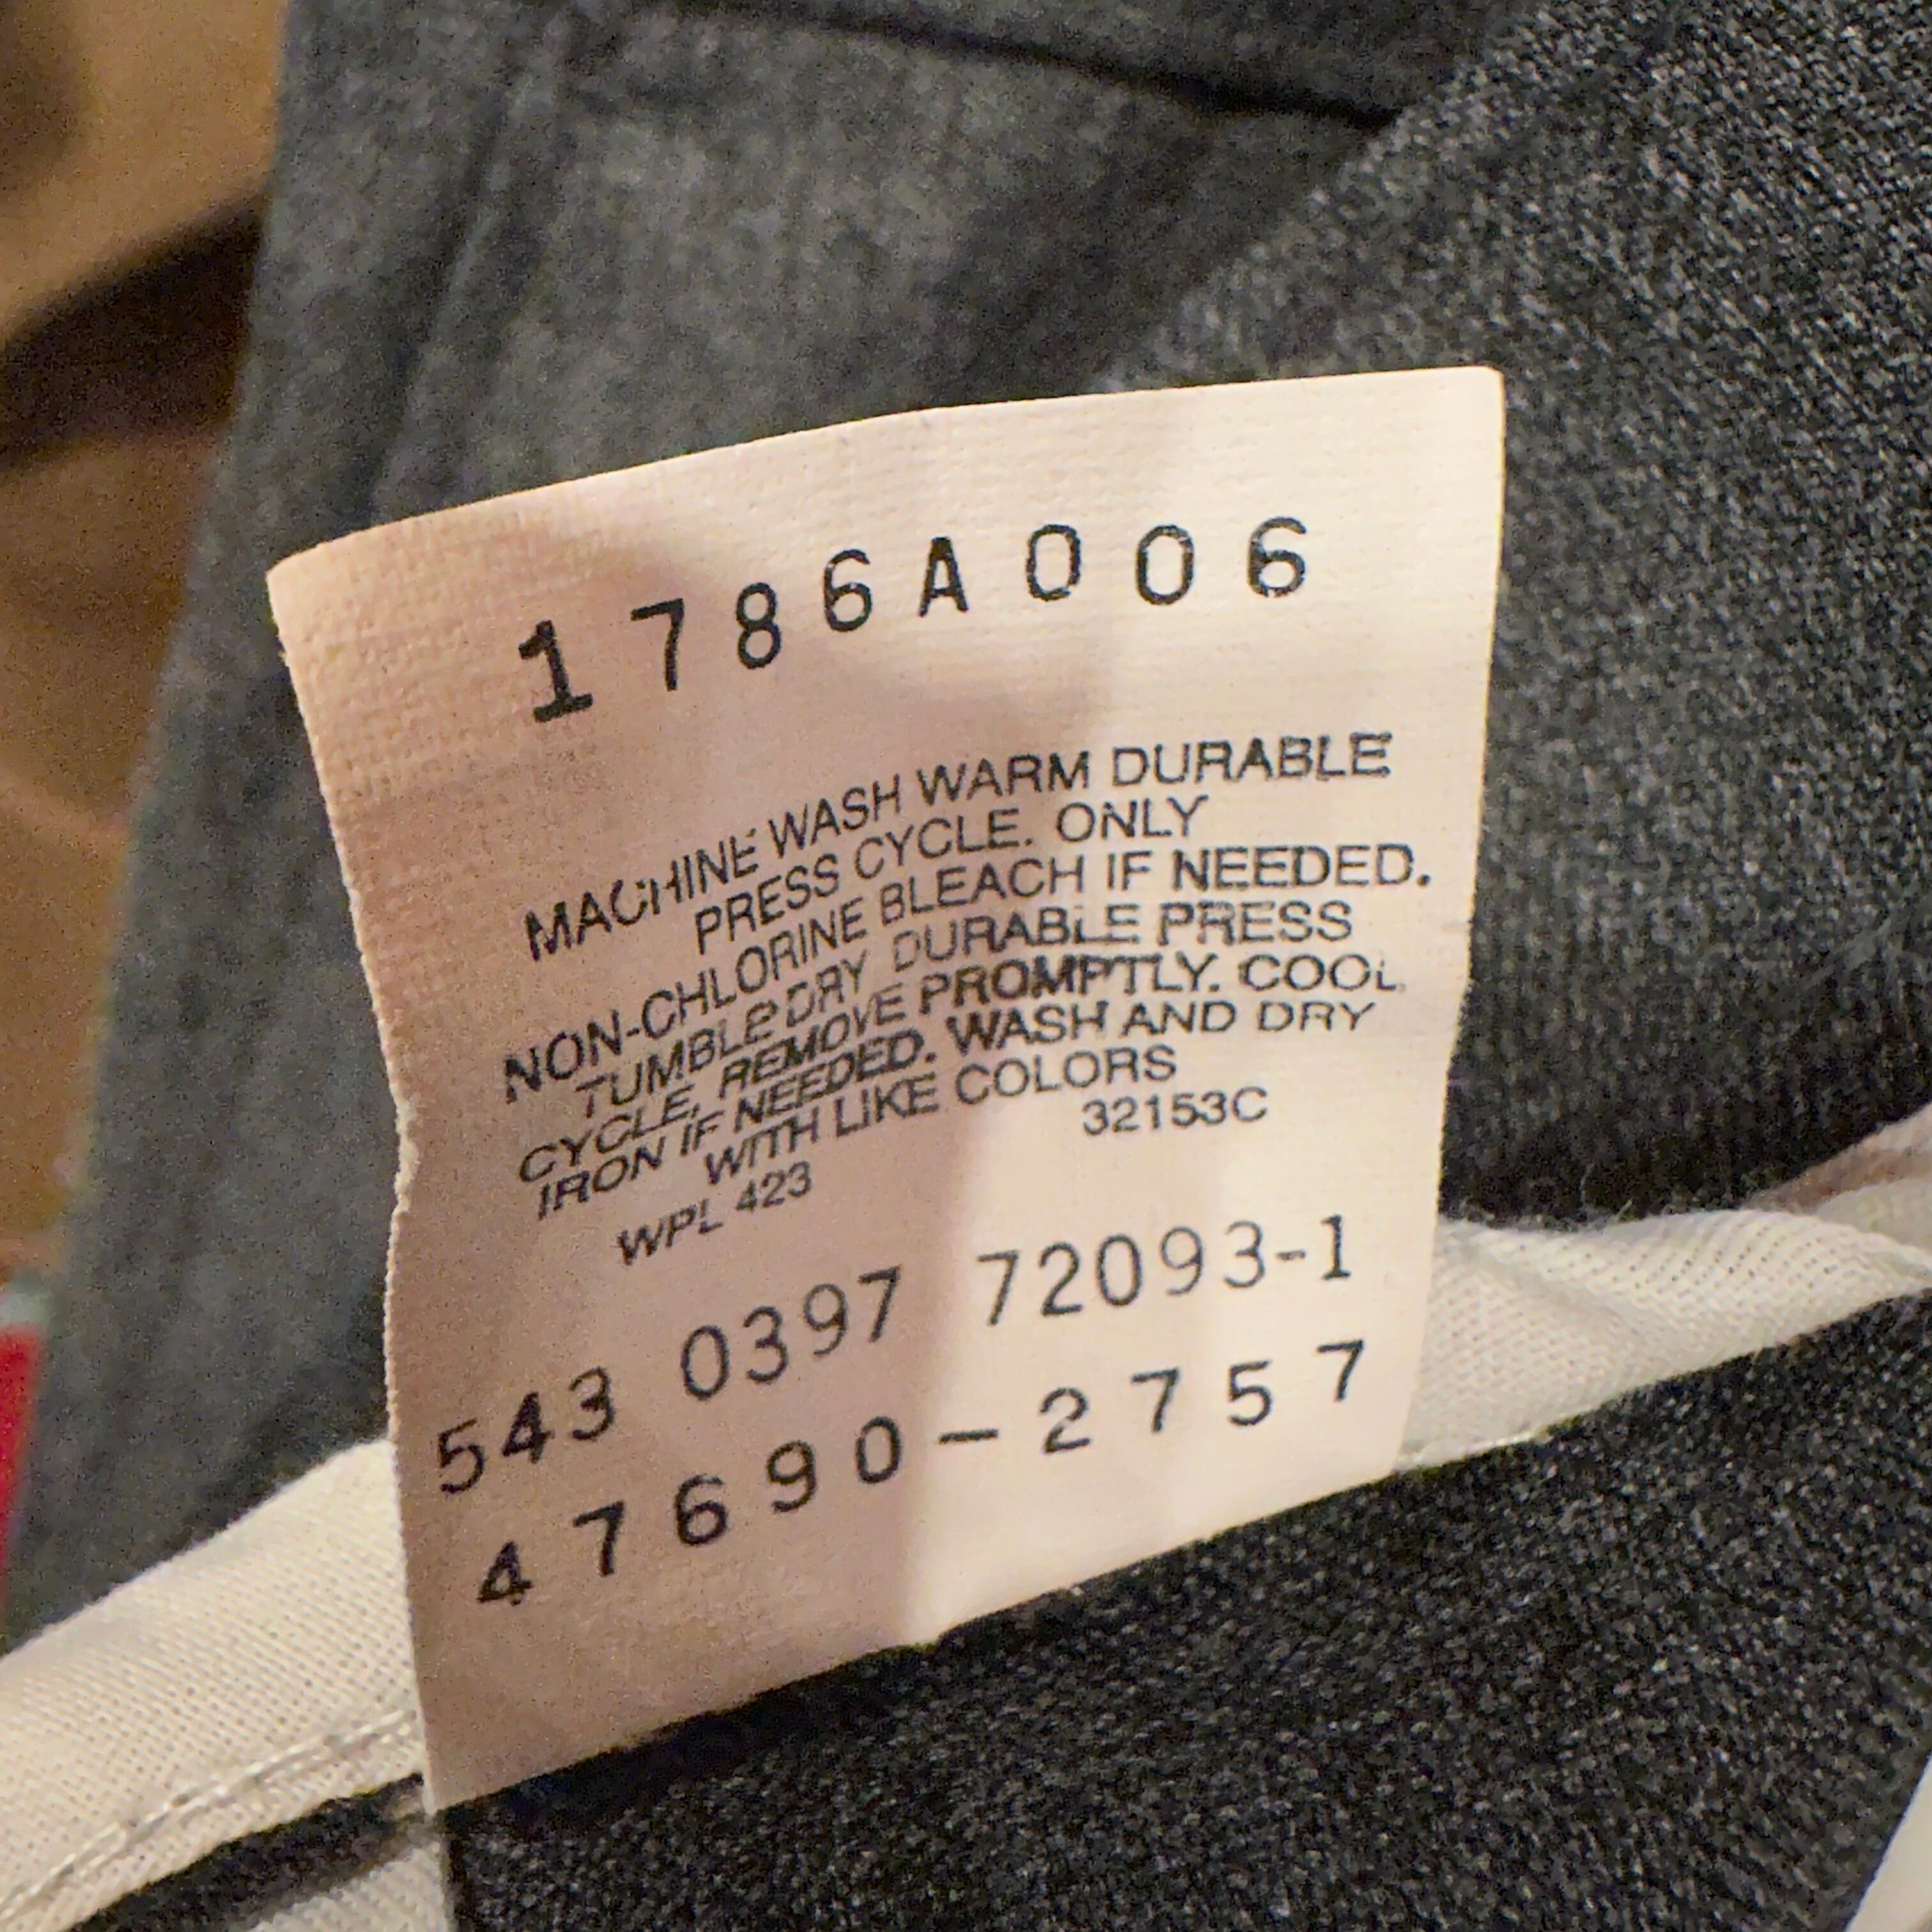 1786A006
MACHINE WASH WARM DURABLE
PRESS CYCLE. ONLY
NON-CHLORINE BLEACH IF NEEDED.
TUMBLE DRY DURABLE PRESS
CYCLE, REMOVE PROMPTLY. COOL
IRON IF NEEDED. WASH AND DRY
WITH LIKE COLORS
32153C
WPL 423
543 0397 72093-1
47690-2757